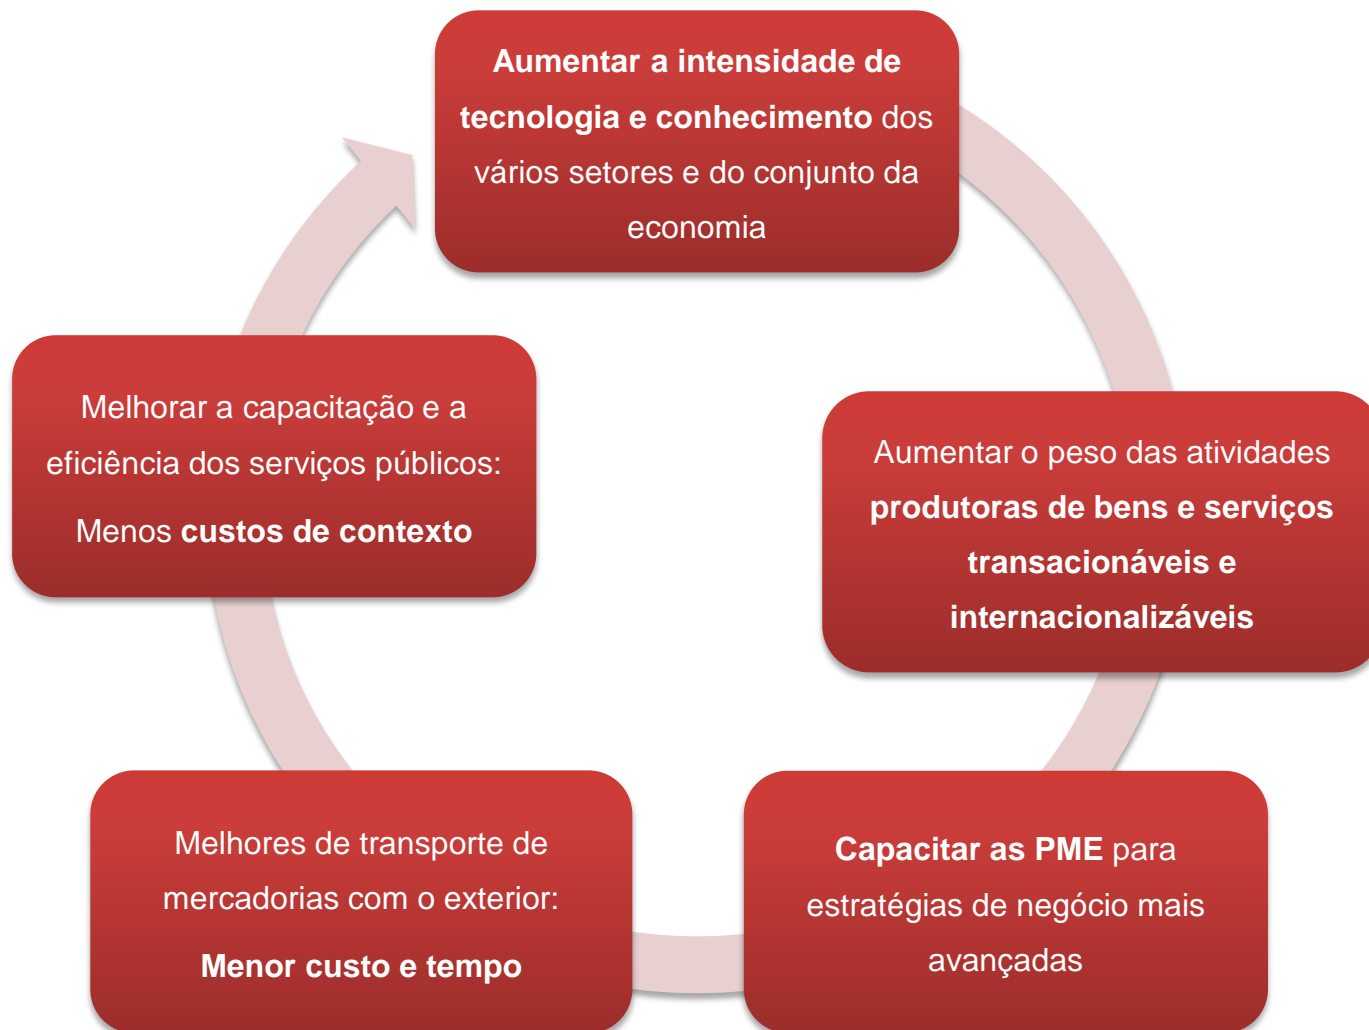 Aumentar a intensidade de
tecnologia e conhecimento dos
vários setores e do conjunto da
economia
Aumentar o peso das atividades
produtoras de bens e serviços
transacionáveis e
internacionalizáveis
Capacitar as PME para
estratégias de negócio mais
avançadas
Melhores de transporte de
mercadorias com o exterior:
Menor custo e tempo
Melhorar a capacitação e a
eficiência dos serviços públicos:
Menos custos de contexto